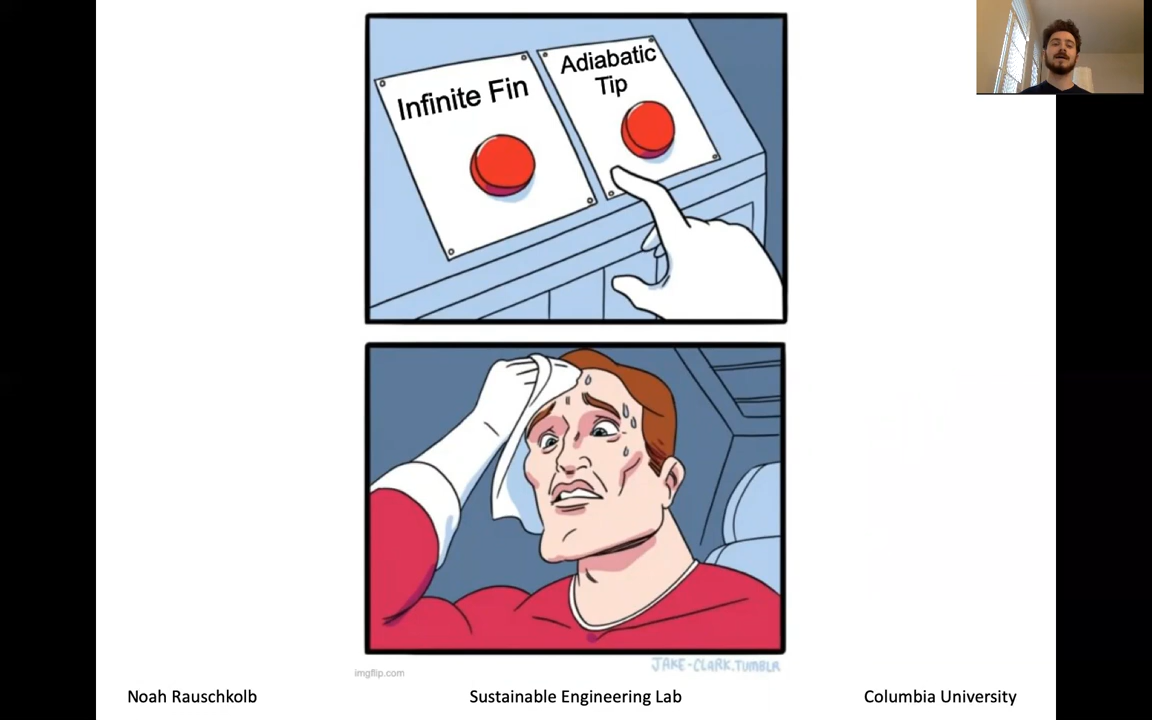 Infinite Fin
Adiabatic
Tip
imgflip.com
JAKE-CLARK.TUMBLR
Noah Rauschkolb
Sustainable Engineering Lab
Columbia University